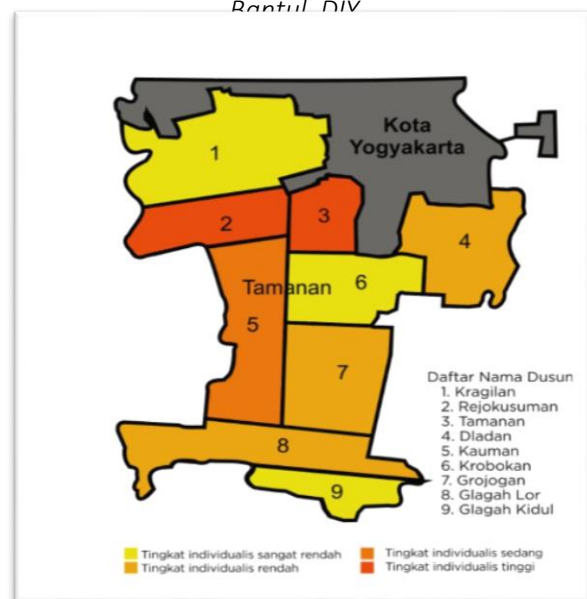 Bantul, DIY
Kota
Yogyakarta
1
2
3
4
Tamanan
6
5
7
8
9
Daftar Nama Dusun
1. Kragilan
2. Rejokusuman
3. Tamanan
4. Dladan
5. Kauman
6. Krobokan
7. Grojogan
8. Glagah Lor
9. Glagah Kidul
Tingkat individualis sangat rendah
Tingkat individualis sedang
Tingkat individualis rendah
Tingkat individualis tinggi